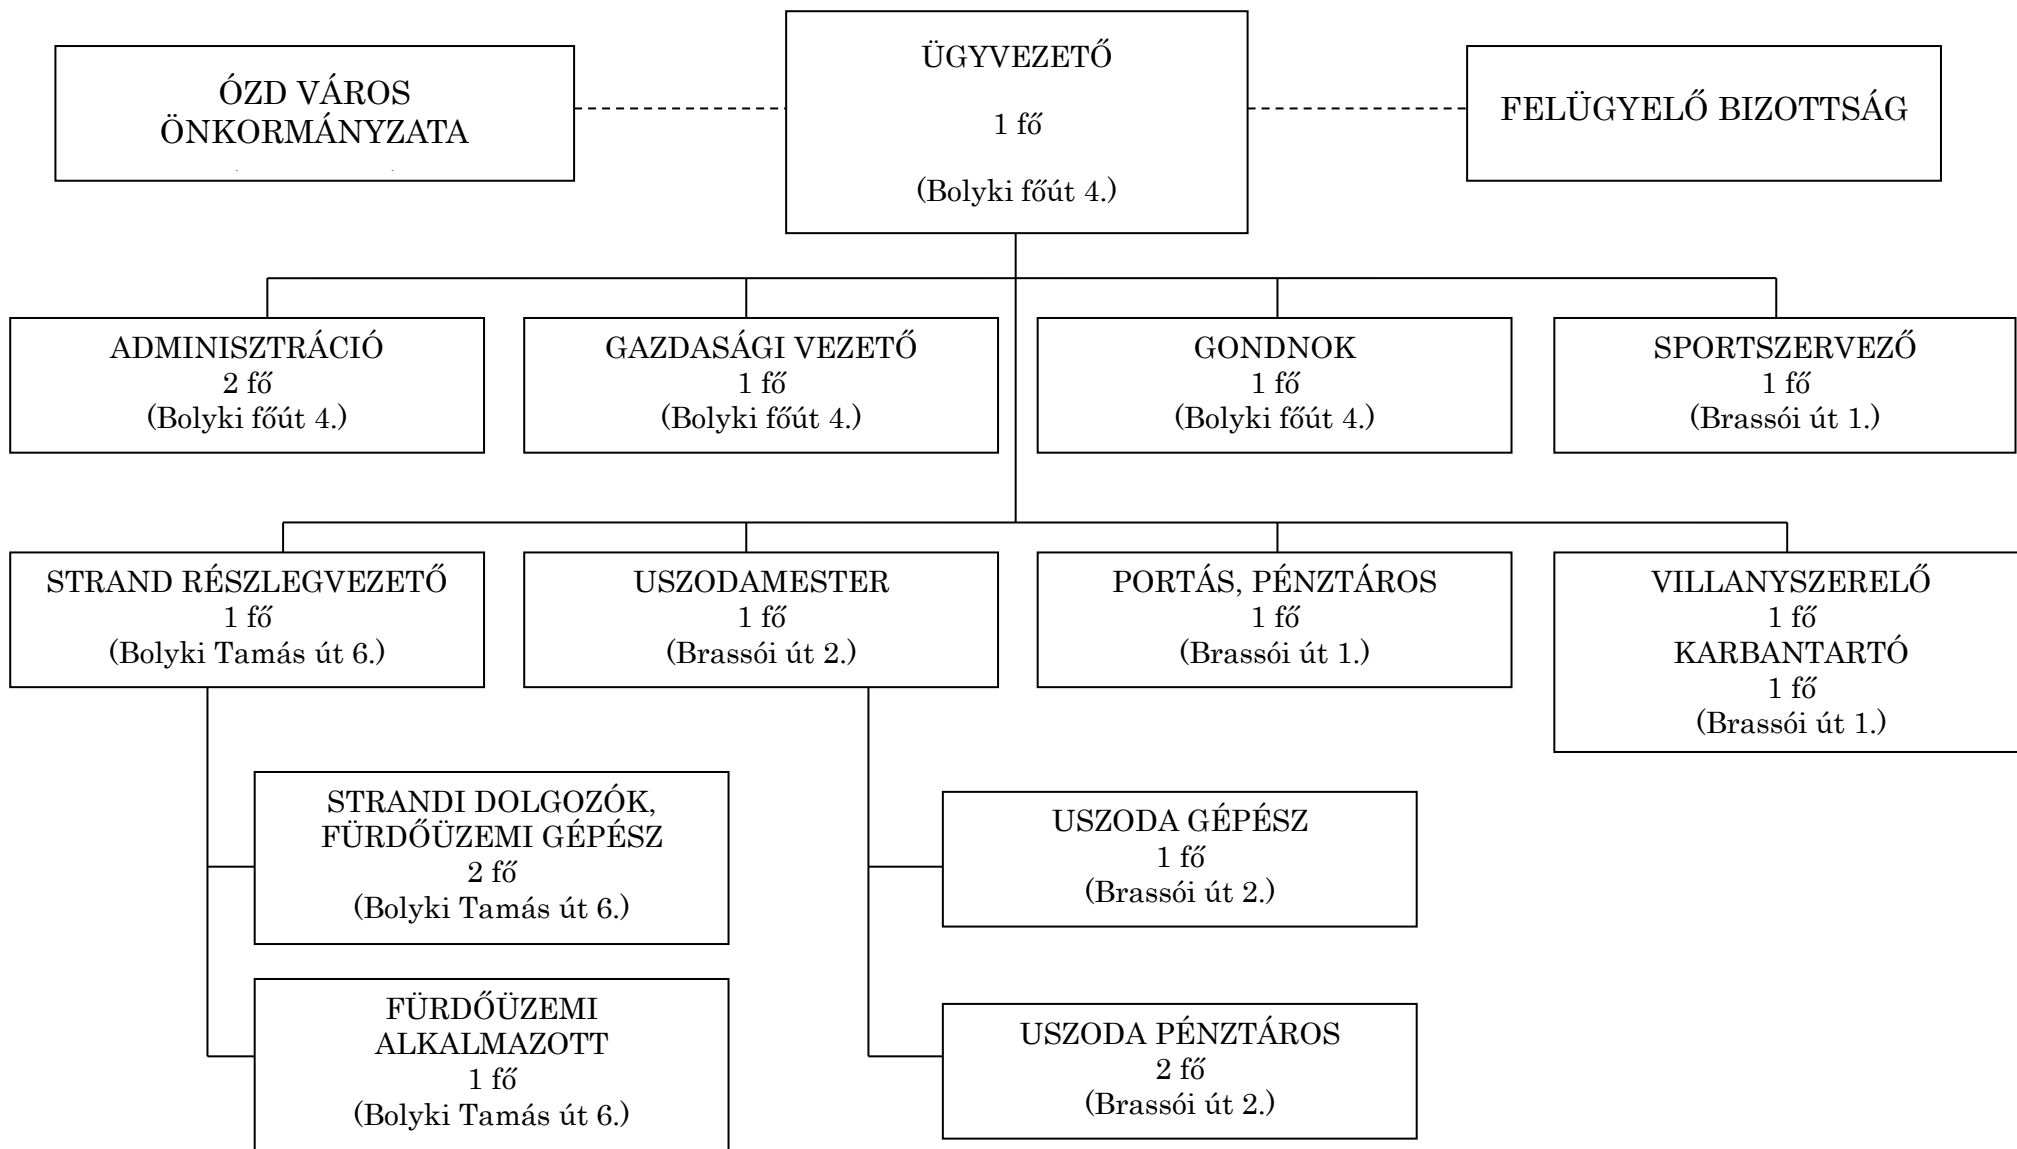 ÓZD VÁROS
ÖNKORMÁNYZATA
ÜGYVEZETŐ
1 fő
(Bolyki főút 4.)
FELÜGYELŐ BIZOTTSÁG
ADMINISZTRÁCIÓ
2 fő
(Bolyki főút 4.)
GAZDASÁGI VEZETŐ
1 fő
(Bolyki főút 4.)
GONDNOK
1 fő
(Bolyki főút 4.)
SPORTSZERVEZŐ
1 fő
(Brassói út 1.)
STRAND RÉSZLEGVEZETŐ
1 fő
(Bolyki Tamás út 6.)
USZODAMESTER
1 fő
(Brassói út 2.)
PORTÁS, PÉNZTÁROS
1 fő
(Brassói út 1.)
VILLANYSZERELŐ
1 fő
KARBANTARTÓ
1 fő
(Brassói út 1.)
STRANDI DOLGOZÓK,
FÜRDŐÜZEMI GÉPÉSZ
2 fő
(Bolyki Tamás út 6.)
FÜRDŐÜZEMI
ALKALMAZOTT
1 fő
(Bolyki Tamás út 6.)
USZODA GÉPÉSZ
1 fő
(Brassói út 2.)
USZODA PÉNZTÁROS
2 fő
(Brassói út 2.)